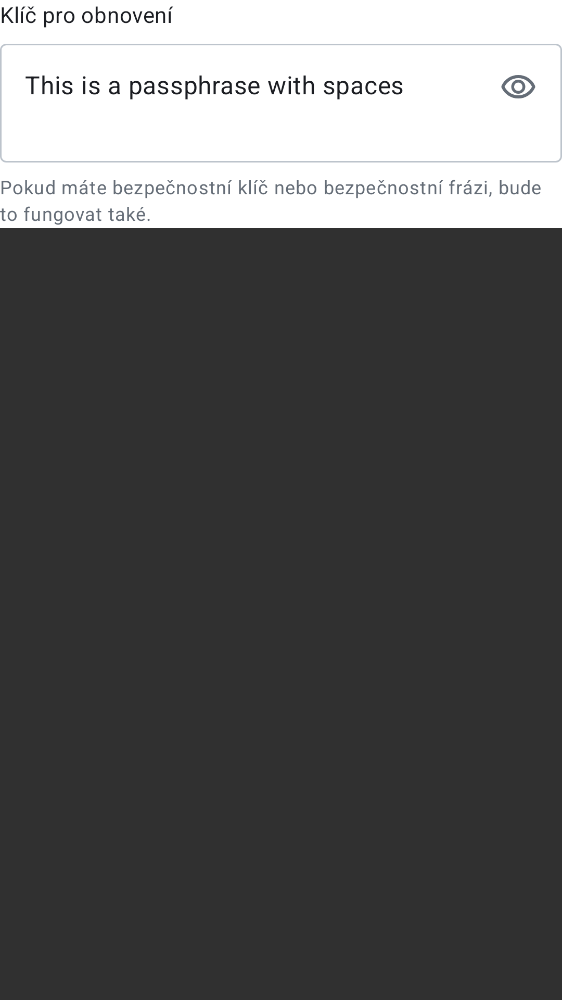 Klíč pro obnovení
This is a passphrase with spaces
Pokud máte bezpečnostní klíč nebo bezpečnostní frázi, bude
to fungovat také.